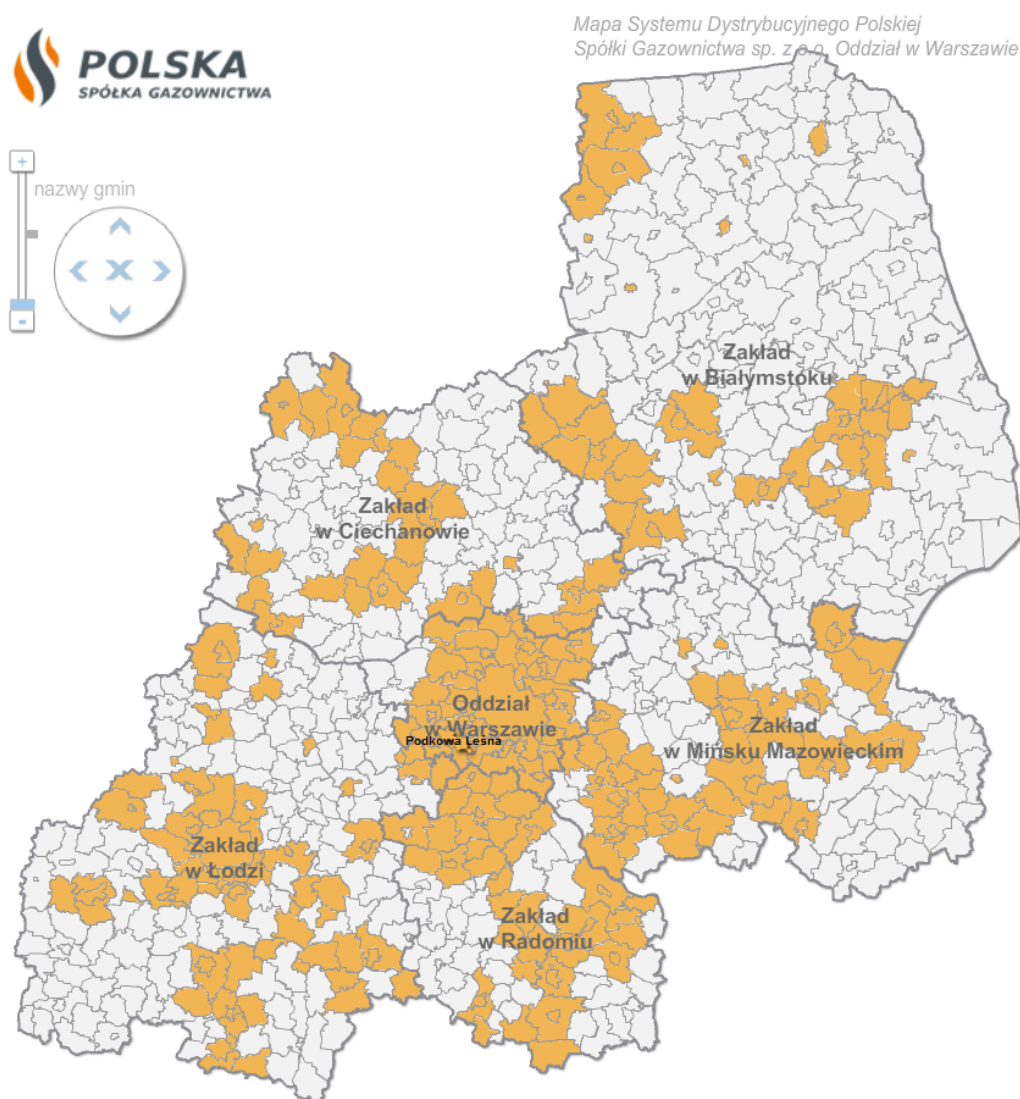 Mapa Systemu Dystrybucyjnego Polskiej
Spółki Gazownictwa sp. z o.o. Oddział w Warszawie
POLSKA
SPÓŁKA GAZOWNICTWA
+
nazwy gmin
-
Zakład
w Białymstoku
Zakład
w Ciechanowie
Oddział
w Warszawie
Podkowa Leśna
Zakład
w Mińsku Mazowieckim
Zakład
w Łodzi
Zakład
w Radomiu